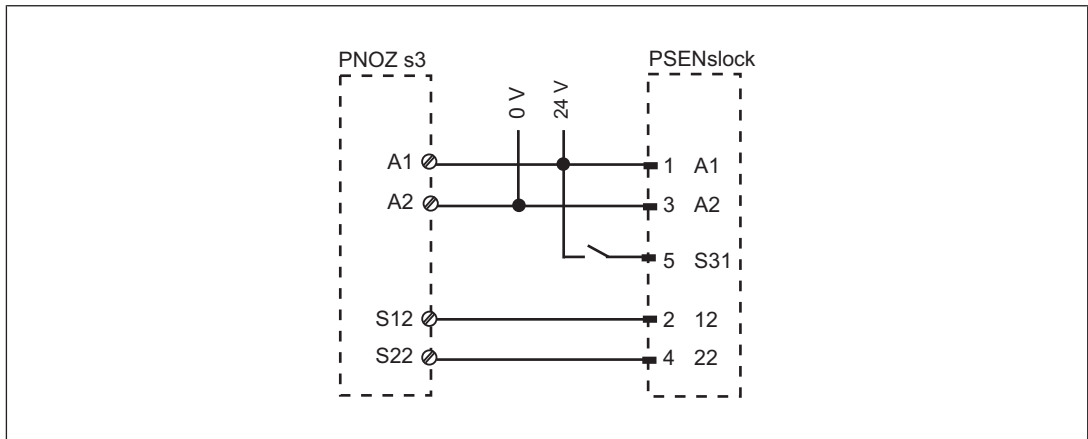 PNOZ s3
PSENslock
0 V
24 V
A1
1 A1
A2
3 A2
5 S31
S12
2 12
S22
4 22